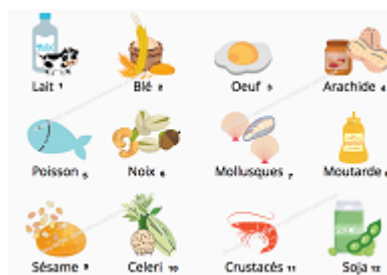 Lait 1
Blé 2
Oeuf 3
Arachide 4
Poisson 5
Noix 6
Mollusques 7
Moutarde
Sésame 9
Celeri 10
Crustacés 11
Soja 12